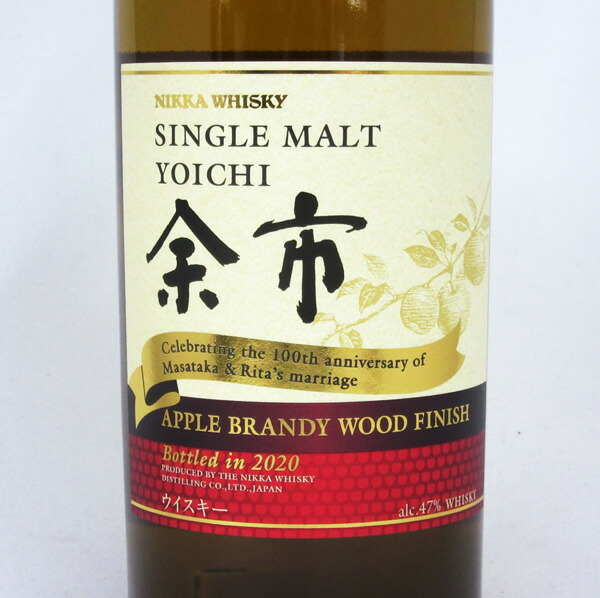 NIKKA WHISKY
SINGLE MALT
YOICHI
余市
Celebrating the 100th anniversary of
Masataka & Rita's marriage
APPLE BRANDY WOOD FINISH
Bottled in 2020
PRODUCED BY THE NIKKA WHISKY
DISTILLING CO.,LTD.,JAPAN
ウイスキー
alc.47% WHISKY